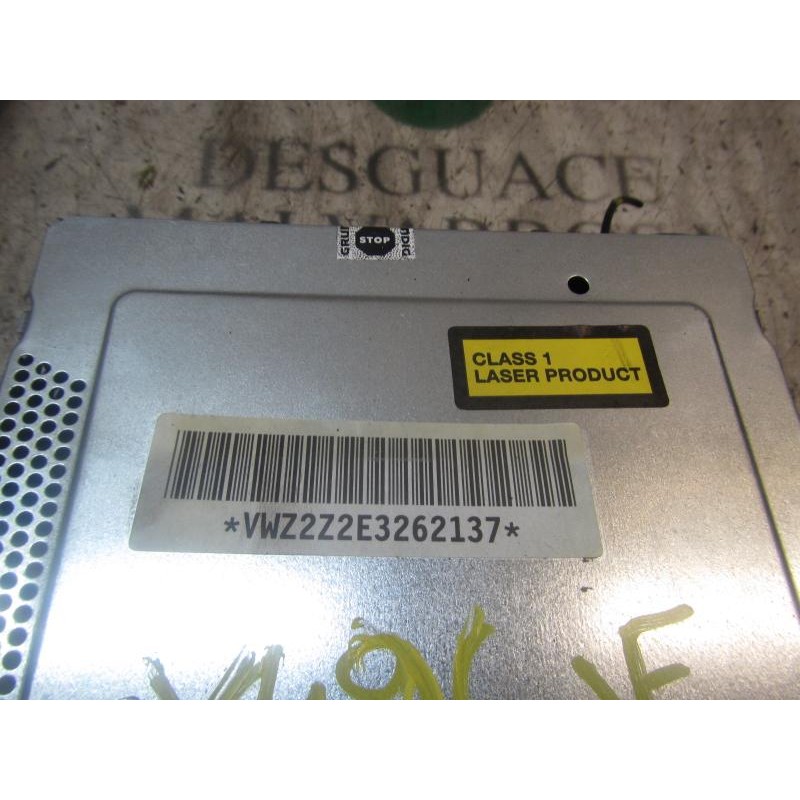 DESGUACE
STOP
CLASS 1
LASER PRODUCT
*VWZ2Z2E3262137*